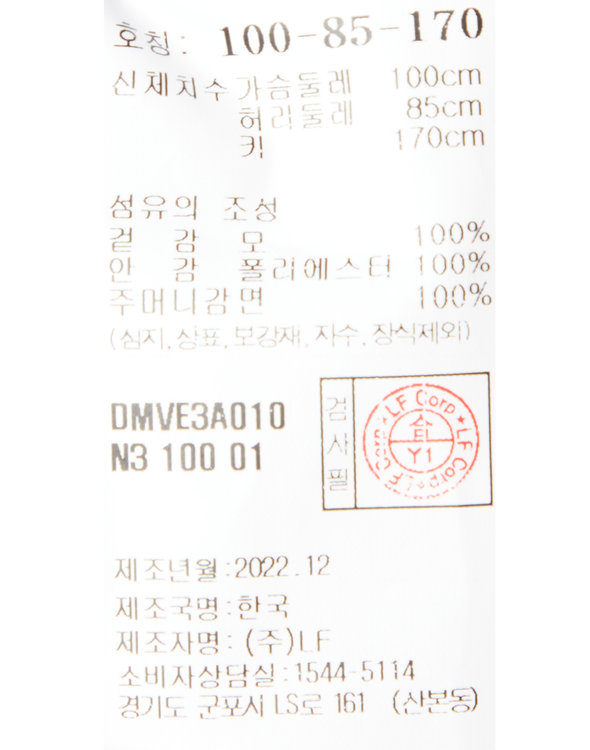 호칭: 100-85-170
신체치수 가슴둘레 100cm
허리둘레 85cm
키 170cm
섬유의 조성
겉감 모 100%
안감 폴리에스터 100%
주머니감 면 100%
(심지, 상표, 보강재, 자수, 장식제외)
DMVE3A010
N3 100 01
검사필
LF Corp ★ LF Corp ★ LF Corp ★
합
Y1
제조년월:2022.12
제조국명:한국
제조자명:(주)LF
소비자상담실:1544-5114
경기도 군포시 LS로 161 (산본동)